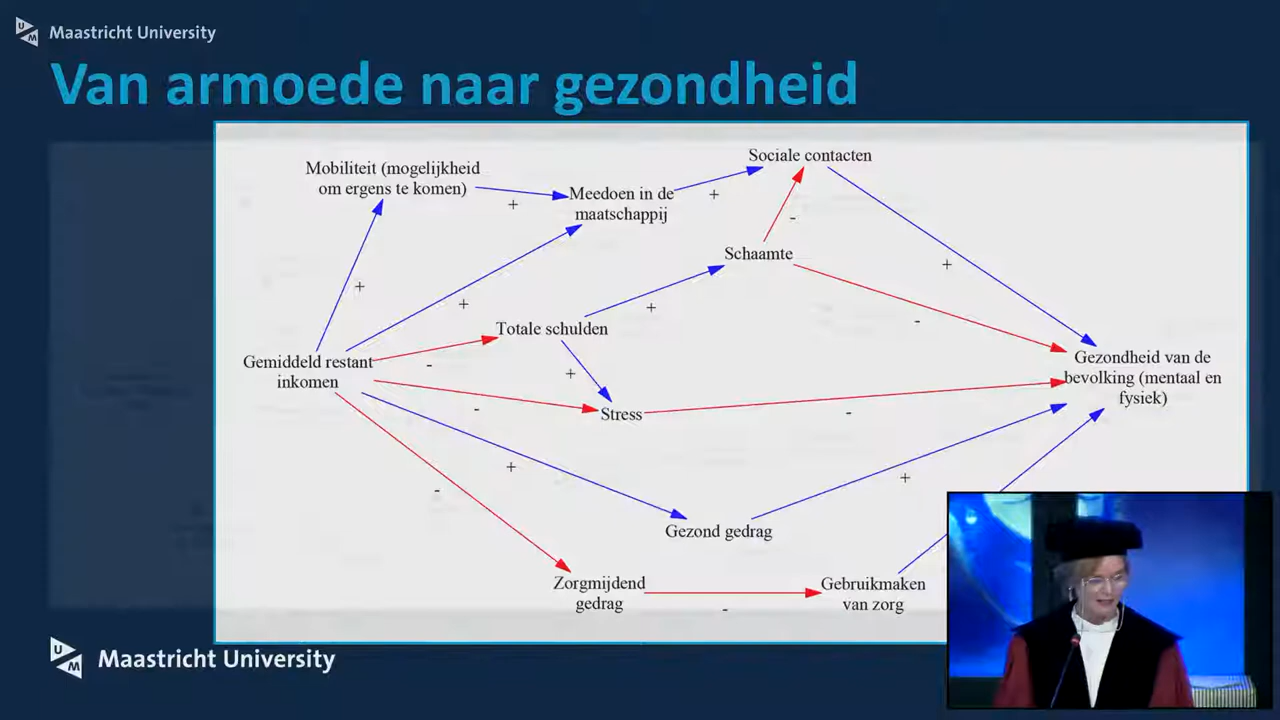 Maastricht University
Van armoede naar gezondheid
Mobiliteit (mogelijkheid
om ergens te komen)
Sociale contacten
Meedoen in de
maatschappij
+
+
-
Schaamte
+
+
+
+
-
Totale schulden
Gemiddeld restant
inkomen
-
+
Gezondheid van de
bevolking (mentaal en
fysiek)
-
Stress
-
+
-
+
Gezond gedrag
Zorgmijdend
gedrag
-
Gebruikmaken
van zorg
UM
Maastricht University